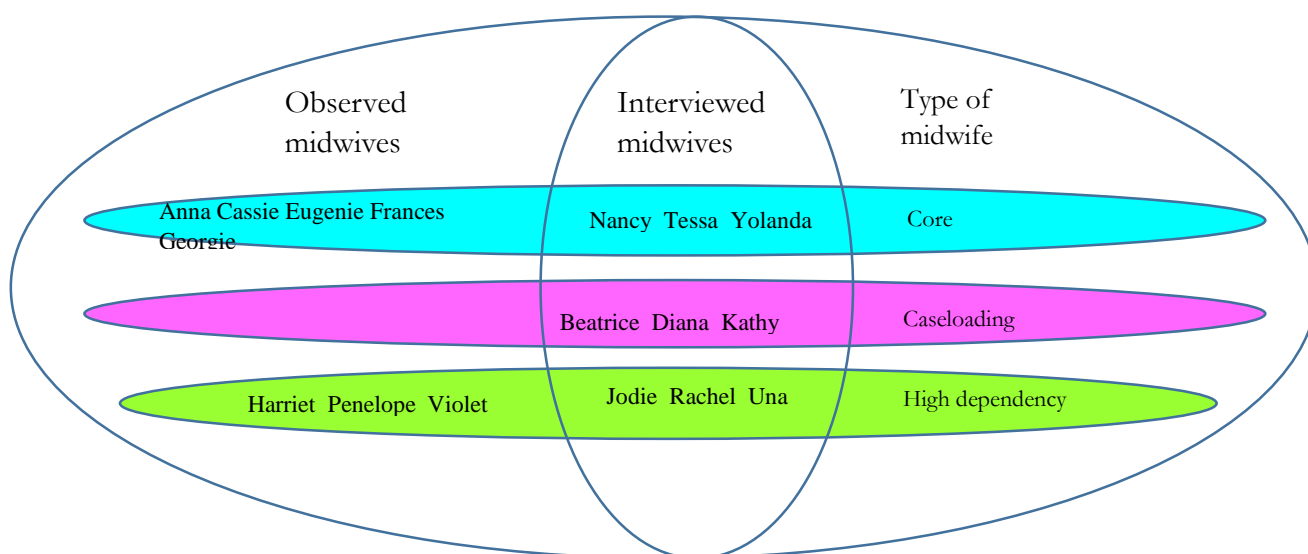 Observed
midwives
Interviewed
midwives
Type of
midwife
Anna Cassie Eugenie Frances
Georgie
Nancy Tessa Yolanda
Core
Beatrice Diana Kathy
Caseloading
Harriet Penelope Violet
Jodie Rachel Una
High dependency